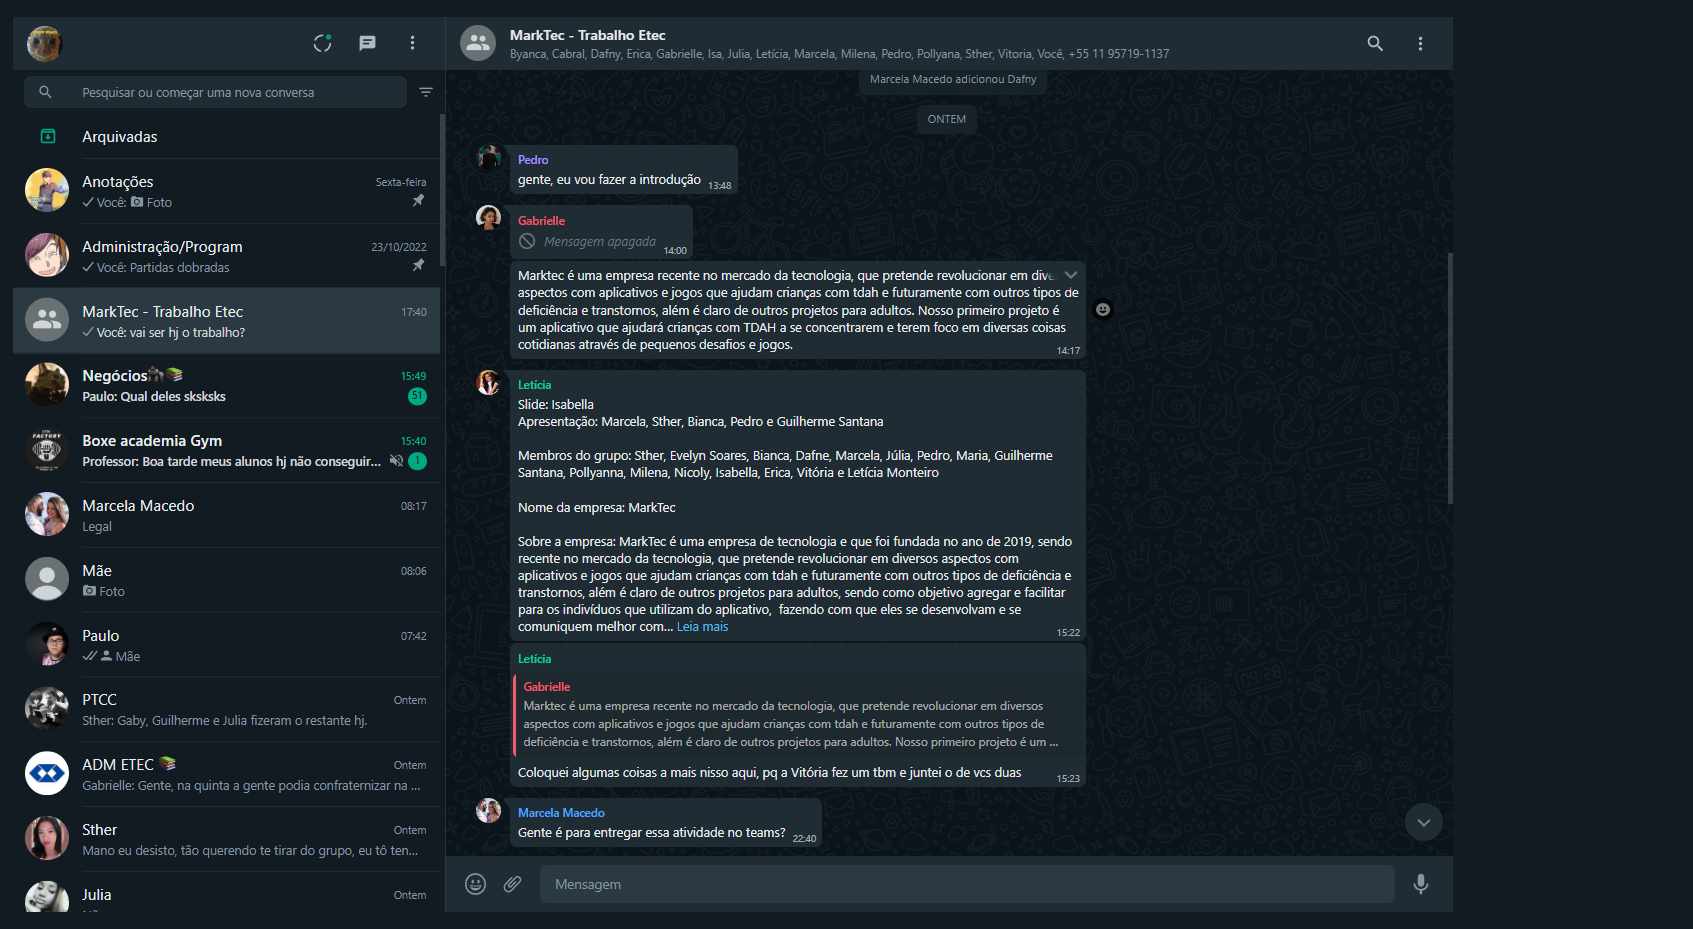 Pesquisar ou começar uma nova conversa
Arquivadas
Anotações
Sexta-feira
Você: Foto
Administração/Program
23/10/2022
Você: Partidas dobradas
MarkTec - Trabalho Etec
17:40
Você: vai ser hj o trabalho?
Negócios
15:49
Paulo: Qual deles sksksks
51
Boxe academia Gym
15:40
Professor: Boa tarde meus alunos hj não conseguir...
1
Marcela Macedo
08:17
Legal
Mãe
08:06
Foto
Paulo
07:42
Mãe
PTCC
Ontem
Sther: Gaby, Guilherme e Julia fizeram o restante hj.
ADM ETEC
Ontem
Gabrielle: Gente, na quinta a gente podia confraternizar na ...
Sther
Ontem
Mano eu desisto, tão querendo te tirar do grupo, eu tô ten...
Julia
Ontem
FACTORY
MarkTec - Trabalho Etec
Byanca, Cabral, Dafny, Erica, Gabrielle, Isa, Julia, Letícia, Marcela, Milena, Pedro, Pollyana, Sther, Vitoria, Você, +55 11 95719-1137
Marcela Macedo adicionou Dafny
ONTEM
Pedro
gente, eu vou fazer a introdução
13:48
Gabrielle
Mensagem apagada
14:00
Marktec é uma empresa recente no mercado da tecnologia, que pretende revolucionar em dive
aspectos com aplicativos e jogos que ajudam crianças com tdah e futuramente com outros tipos de
deficiência e transtornos, além é claro de outros projetos para adultos. Nosso primeiro projeto é
um aplicativo que ajudará crianças com TDAH a se concentrarem e terem foco em diversas coisas
cotidianas através de pequenos desafios e jogos.
14:17
Letícia
Slide: Isabella
Apresentação: Marcela, Sther, Bianca, Pedro e Guilherme Santana
Membros do grupo: Sther, Evelyn Soares, Bianca, Dafne, Marcela, Júlia, Pedro, Maria, Guilherme
Santana, Pollyanna, Milena, Nicoly, Isabella, Erica, Vitória e Letícia Monteiro
Nome da empresa: MarkTec
Sobre a empresa: MarkTec é uma empresa de tecnologia e que foi fundada no ano de 2019, sendo
recente no mercado da tecnologia, que pretende revolucionar em diversos aspectos com
aplicativos e jogos que ajudam crianças com tdah e futuramente com outros tipos de deficiência e
transtornos, além é claro de outros projetos para adultos, sendo como objetivo agregar e facilitar
para os indivíduos que utilizam do aplicativo, fazendo com que eles se desenvolvam e se
comuniquem melhor com... Leia mais
15:22
Letícia
Gabrielle
Marktec é uma empresa recente no mercado da tecnologia, que pretende revolucionar em diversos
aspectos com aplicativos e jogos que ajudam crianças com tdah e futuramente com outros tipos de
deficiência e transtornos, além é claro de outros projetos para adultos. Nosso primeiro projeto é um ...
Coloquei algumas coisas a mais nisso aqui, pq a Vitória fez um tbm e juntei o de vcs duas
15:23
Marcela Macedo
Gente é para entregar essa atividade no teams?
22:40
Mensagem